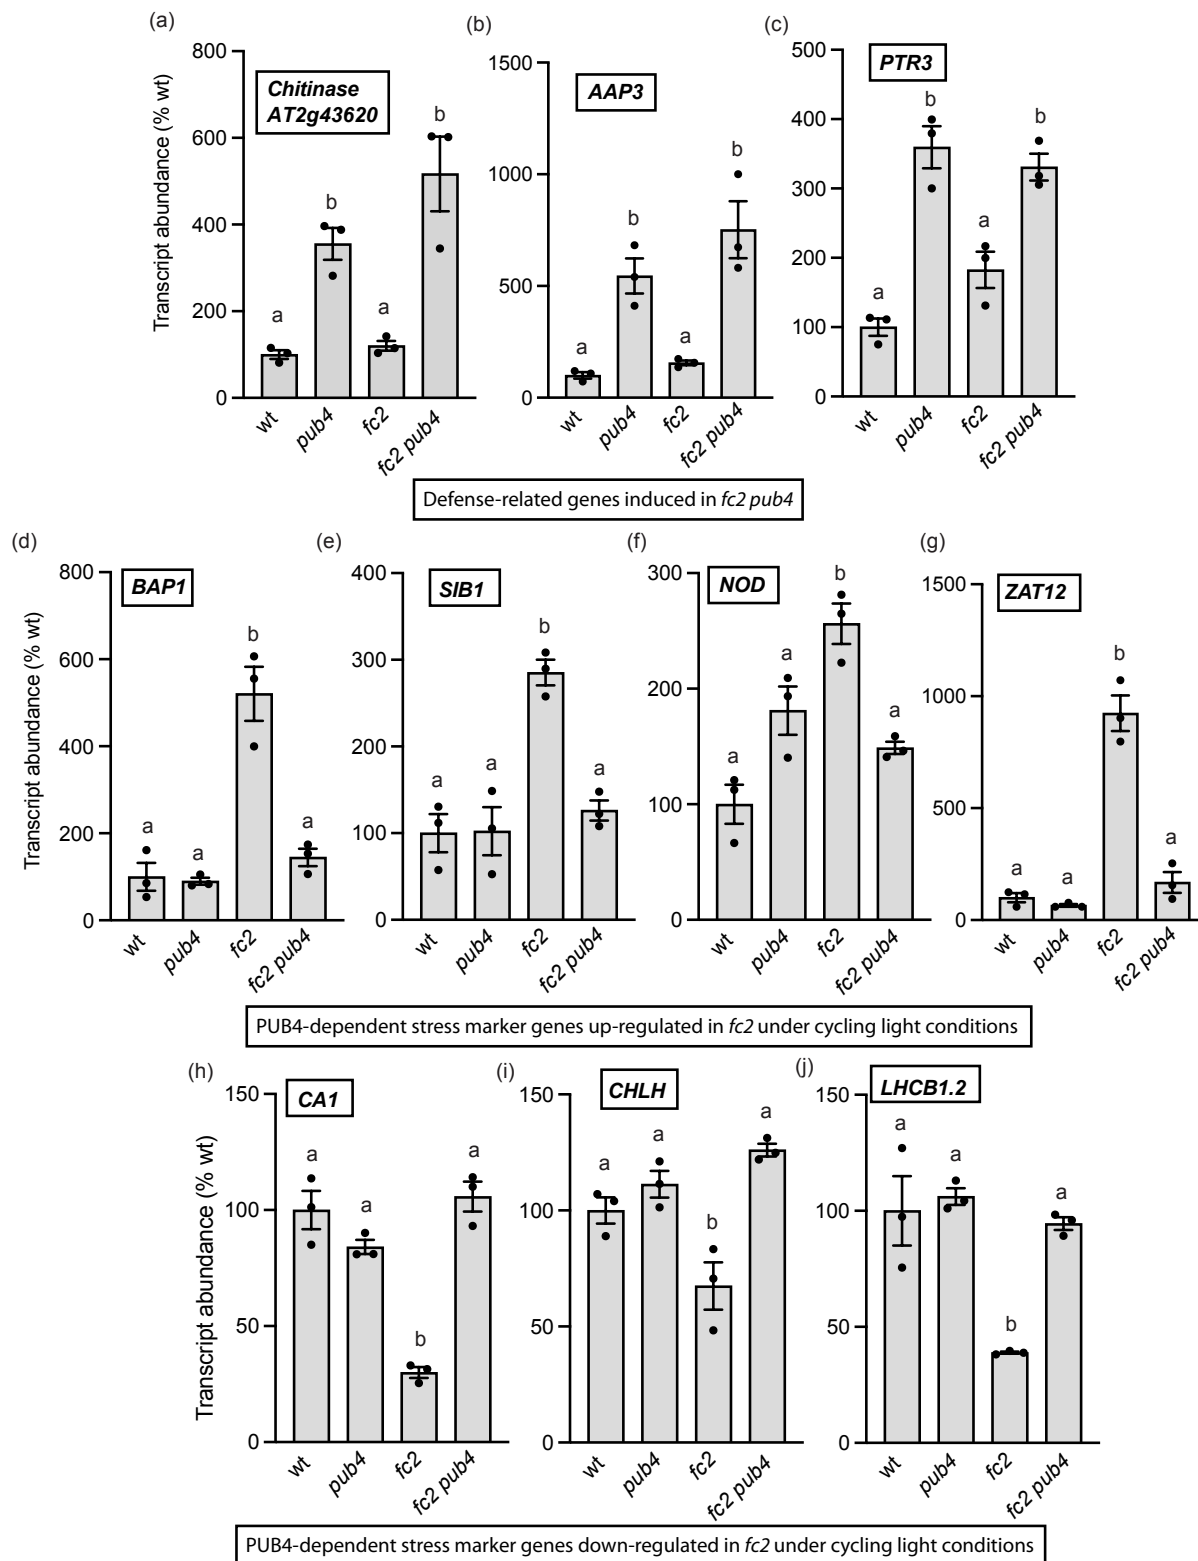 (a)
Transcript abundance (% wt)
800
600
400
200
0
Chitinase
AT2g43620
a
b
a
b
wt
pub4
fc2
fc2 pub4
(b)
1500
1000
500
0
AAP3
a
b
a
b
wt
pub4
fc2
fc2 pub4
(c)
500
400
300
200
100
0
PTR3
a
b
a
b
wt
pub4
fc2
fc2 pub4
Defense-related genes induced in fc2 pub4
(d)
Transcript abundance (% wt)
800
600
400
200
0
BAP1
a
a
b
a
wt
pub4
fc2
fc2 pub4
(e)
400
300
200
100
0
SIB1
a
a
b
a
wt
pub4
fc2
fc2 pub4
(f)
300
200
100
0
NOD
a
a
b
a
wt
pub4
fc2
fc2 pub4
(g)
1500
1000
500
0
ZAT12
a
a
b
a
wt
pub4
fc2
fc2 pub4
PUB4-dependent stress marker genes up-regulated in fc2 under cycling light conditions
(h)
Transcript abundance (% wt)
150
100
50
0
CA1
a
a
b
a
wt
pub4
fc2
fc2 pub4
(i)
150
100
50
0
CHLH
a
a
b
a
wt
pub4
fc2
fc2 pub4
(j)
150
100
50
0
LHCB1.2
a
a
b
a
wt
pub4
fc2
fc2 pub4
PUB4-dependent stress marker genes down-regulated in fc2 under cycling light conditions